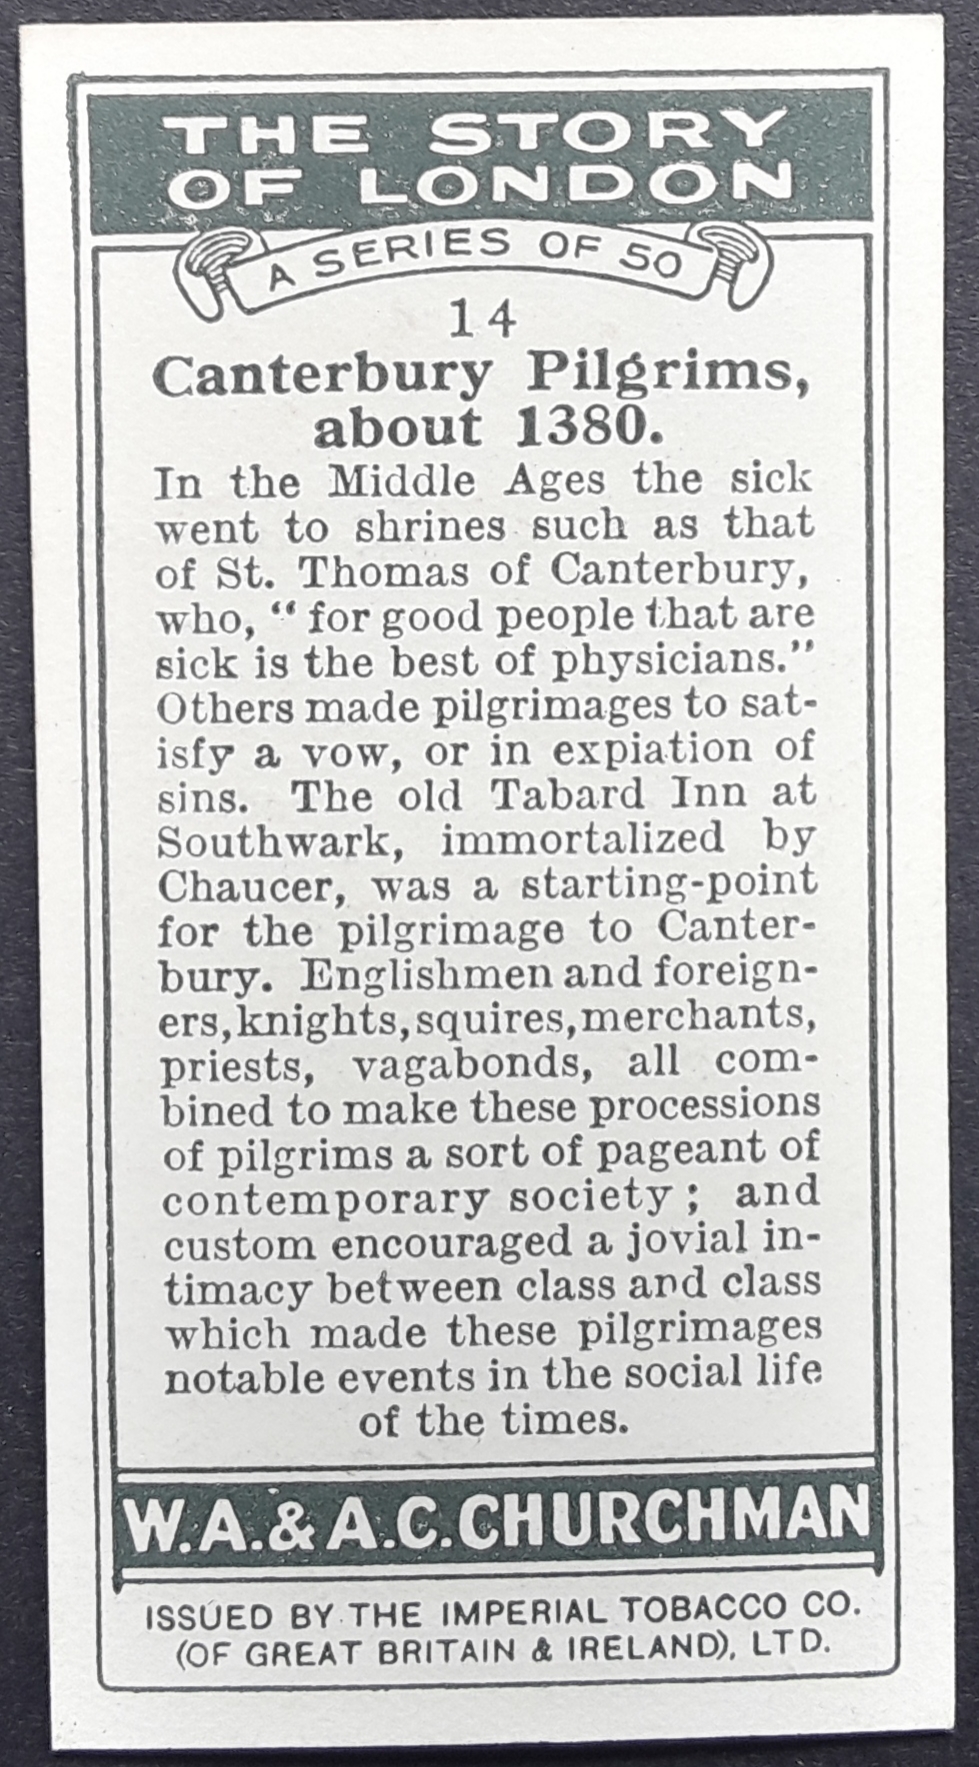 THE STORY
OF LONDON
A SERIES OF 50
14
Canterbury Pilgrims,
about 1380.
In the Middle Ages the sick
went to shrines such as that
of St. Thomas of Canterbury,
who, “for good people that are
sick is the best of physicians.”
Others made pilgrimages to sat-
isfy a vow, or in expiation of
sins. The old Tabard Inn at
Southwark, immortalized by
Chaucer, was a starting-point
for the pilgrimage to Canter-
bury. Englishmen and foreign-
ers, knights, squires, merchants,
priests, vagabonds, all com-
bined to make these processions
of pilgrims a sort of pageant of
contemporary society; and
custom encouraged a jovial in-
timacy between class and class
which made these pilgrimages
notable events in the social life
of the times.
W.A. & A.C. CHURCHMAN
ISSUED BY THE IMPERIAL TOBACCO CO.
(OF GREAT BRITAIN & IRELAND), LTD.